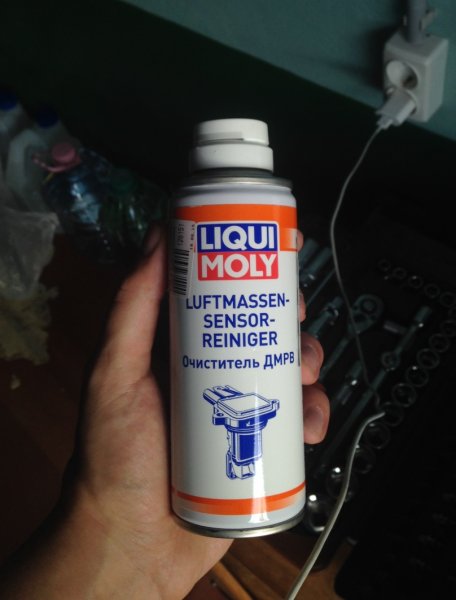 LIQUI
MOLY
LUFTMASSEN-
SENSOR-
REINIGER
Очиститель ДМРВ